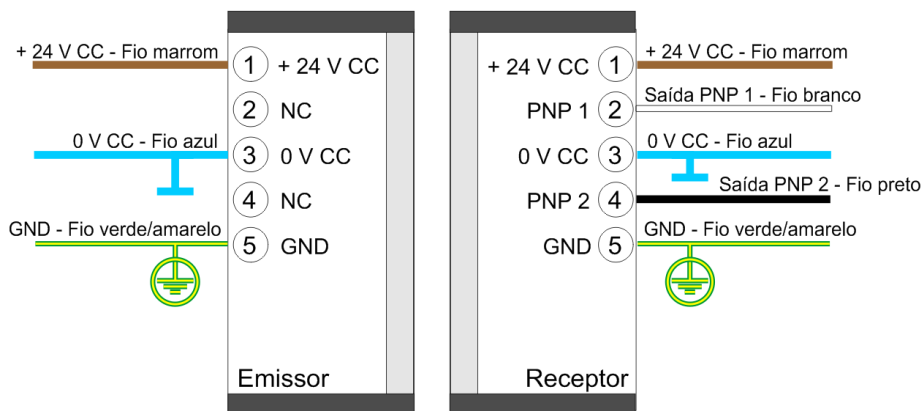 + 24 V CC - Fio marrom
1 + 24 V CC
2 NC
0 V CC - Fio azul
3 0 V CC
4 NC
GND - Fio verde/amarelo
5 GND
Emissor
+ 24 V CC 1
+ 24 V CC - Fio marrom
PNP 1 2
Saída PNP 1 - Fio branco
0 V CC 3
0 V CC - Fio azul
PNP 2 4
Saída PNP 2 - Fio preto
GND 5
GND - Fio verde/amarelo
Receptor